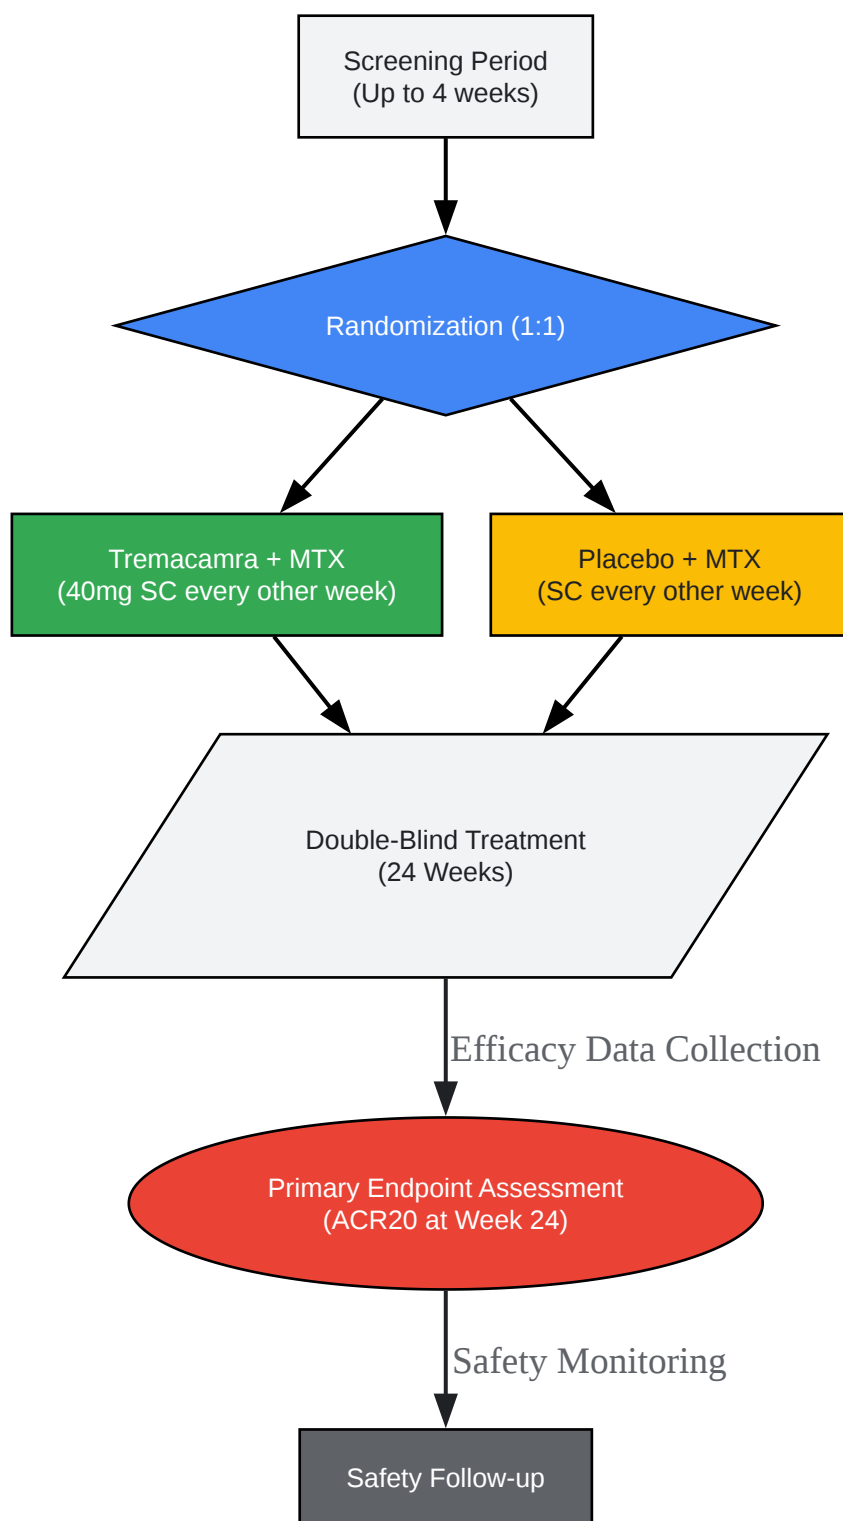 Screening Period
(Up to 4 weeks)
Randomization (1:1)
Tremacamra + MTX
(40mg SC every other week)
Placebo + MTX
(SC every other week)
Double-Blind Treatment
(24 Weeks)
Efficacy Data Collection
Primary Endpoint Assessment
(ACR20 at Week 24)
Safety Monitoring
Safety Follow-up